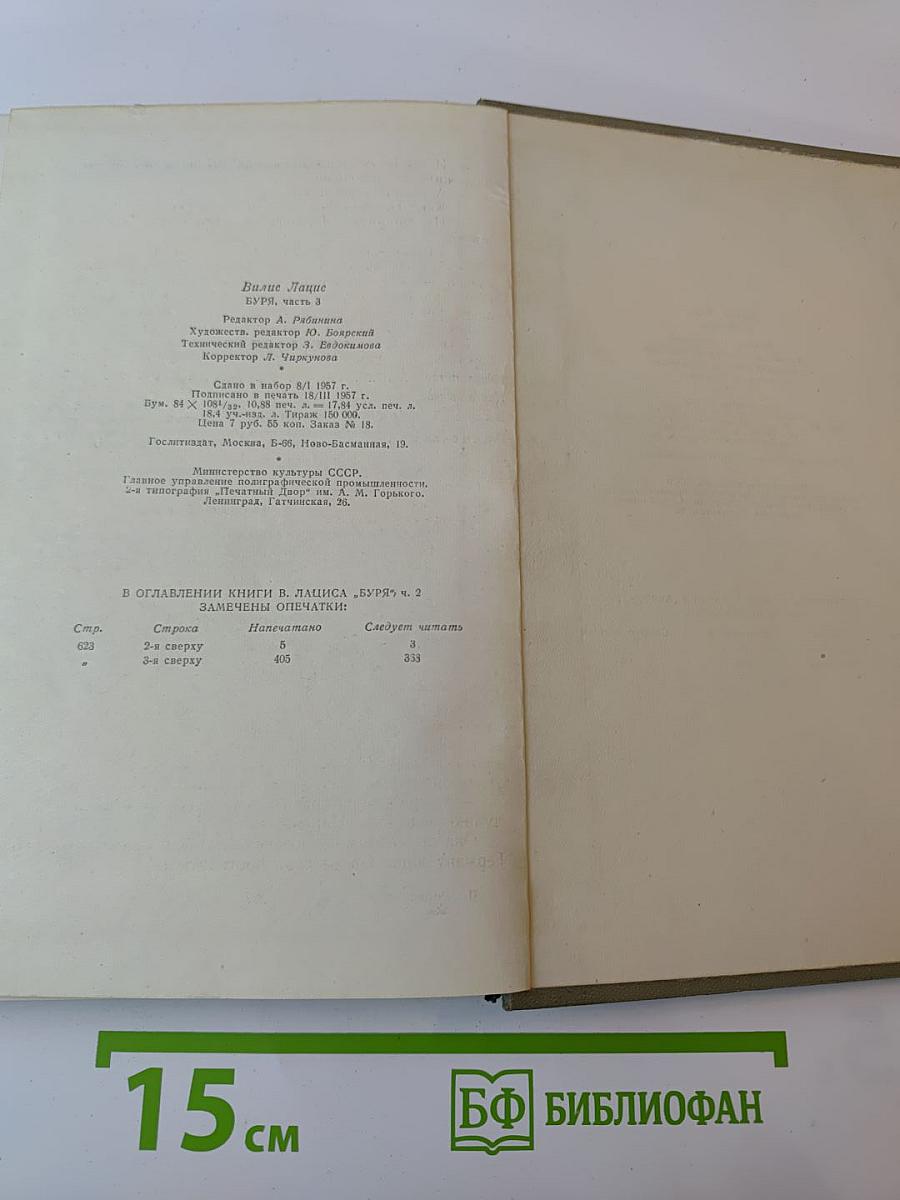 Вилис Лацис
БУРЯ, часть 3
Редактор А. Рябинина
Художеств. редактор Ю. Боярский
Технический редактор З. Евдокимова
Корректор Л. Чиркунова
*
Сдано в набор 8/I 1957 г.
Подписано в печать 18/III 1957 г.
Бум. 84 × 108¹/₃₂. 10,88 печ. л. = 17,84 усл. печ. л.
18,4 уч.-изд. л. Тираж 150 000.
Цена 7 руб. 55 коп. Заказ № 18.
Гослитиздат, Москва, Б-66, Ново-Басманная, 19.
*
Министерство культуры СССР.
Главное управление полиграфической промышленности.
2-я типография „Печатный Двор" им. А. М. Горького.
Ленинград, Гатчинская, 26.
В ОГЛАВЛЕНИИ КНИГИ В. ЛАЦИСА „БУРЯ", ч. 2
ЗАМЕЧЕНЫ ОПЕЧАТКИ:
Стр. Строка Напечатано Следует читать
623 2-я сверху 5 3
„ 3-я сверху 405
15 см
БФ БИБЛИОФАН